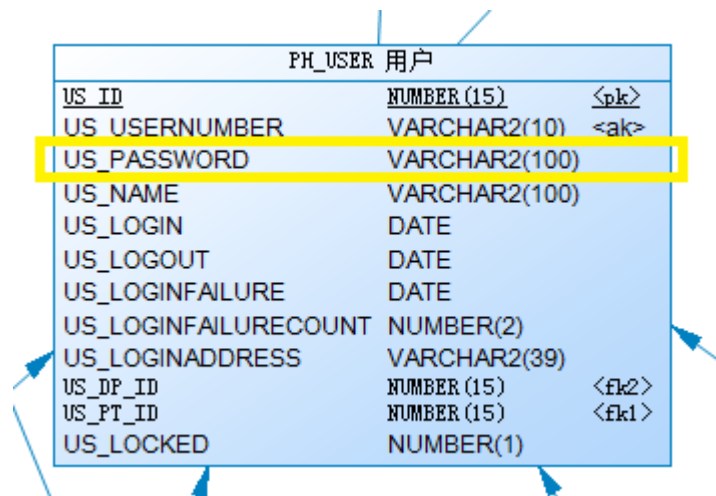 PH_USER 用户
US_ID NUMBER(15) <pk>
US_USERNUMBER VARCHAR2(10) <ak>
US_PASSWORD VARCHAR2(100)
US_NAME VARCHAR2(100)
US_LOGIN DATE
US_LOGOUT DATE
US_LOGINFAILURE DATE
US_LOGINFAILURECOUNT NUMBER(2)
US_LOGINADDRESS VARCHAR2(39)
US_DP_ID NUMBER(15) <fk2>
US_PT_ID NUMBER(15) <fk1>
US_LOCKED NUMBER(1)